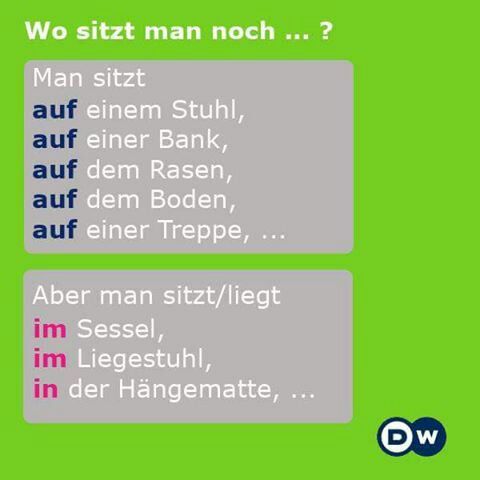 Wo sitzt man noch ... ?
Man sitzt
auf einem Stuhl,
auf einer Bank,
auf dem Rasen,
auf dem Boden,
auf einer Treppe, ...
Aber man sitzt/liegt
im Sessel,
im Liegestuhl,
in der Hängematte, ...
DW